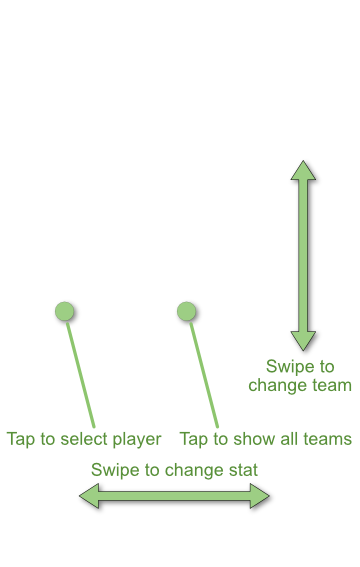 Swipe to
change team
Tap to select player
Tap to show all teams
Swipe to change stat